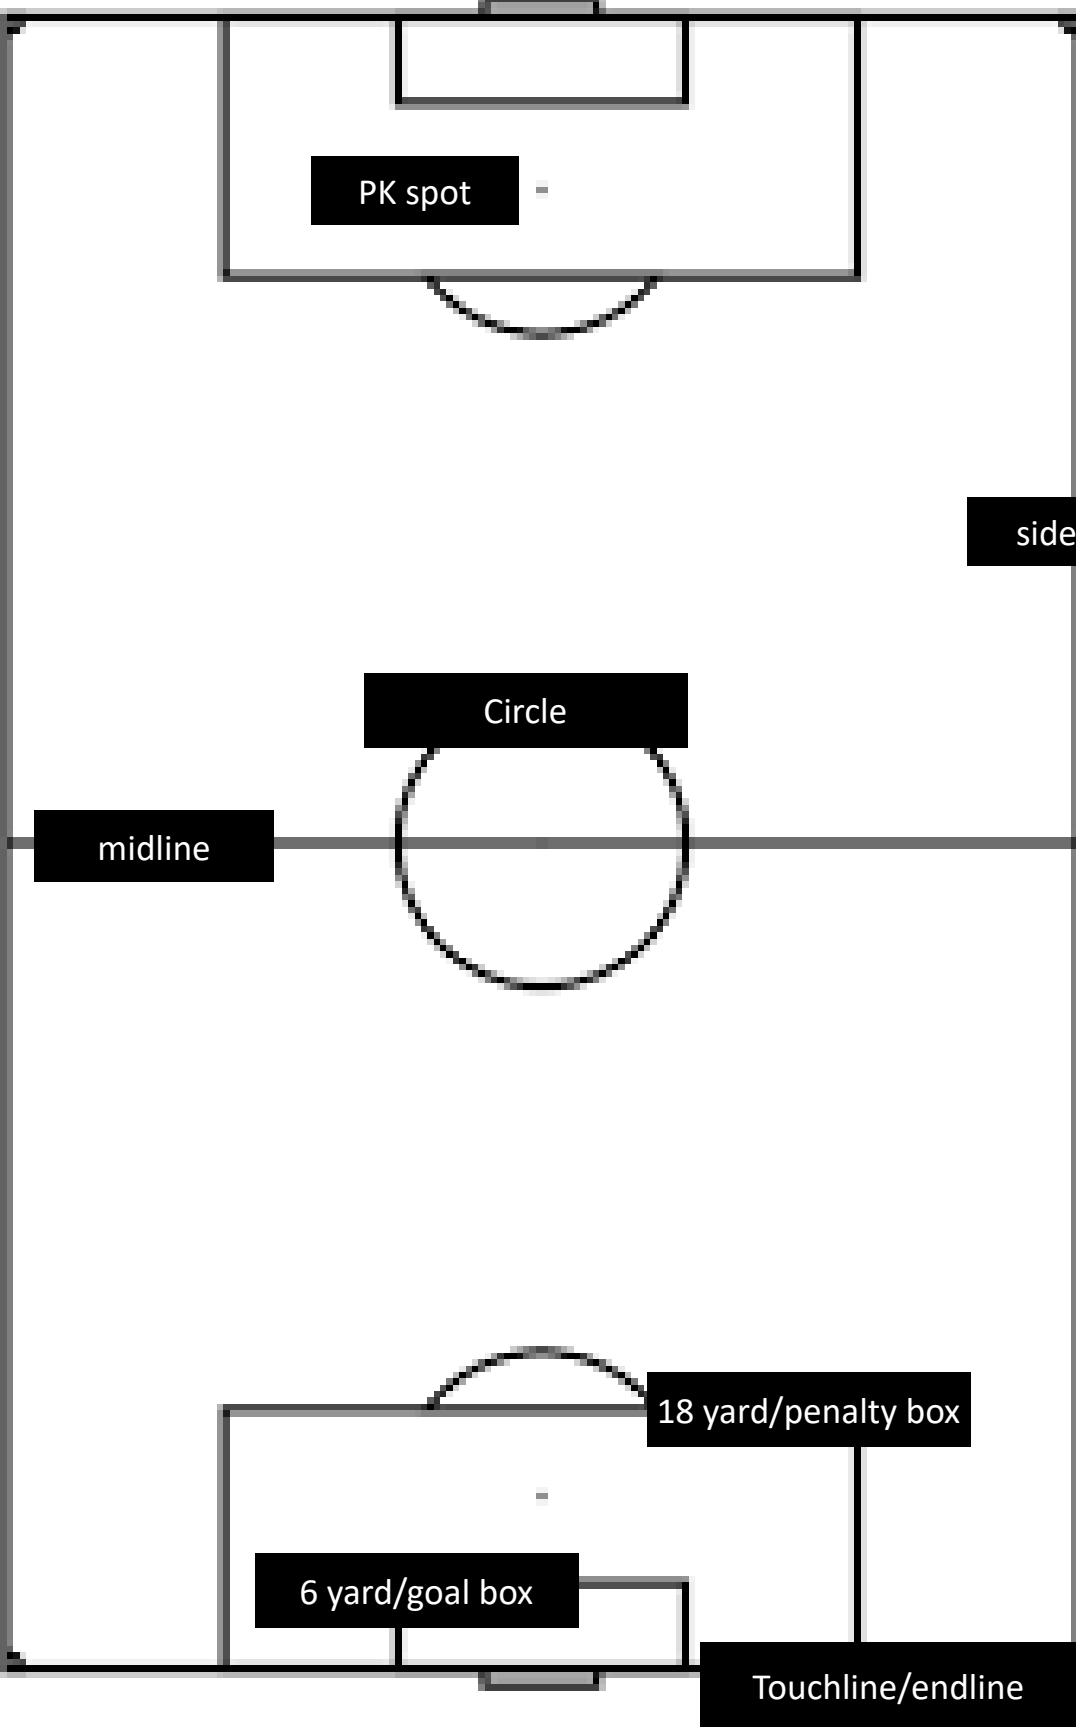 PK spot
side
Circle
midline
18 yard/penalty box
6 yard/goal box
Touchline/endline